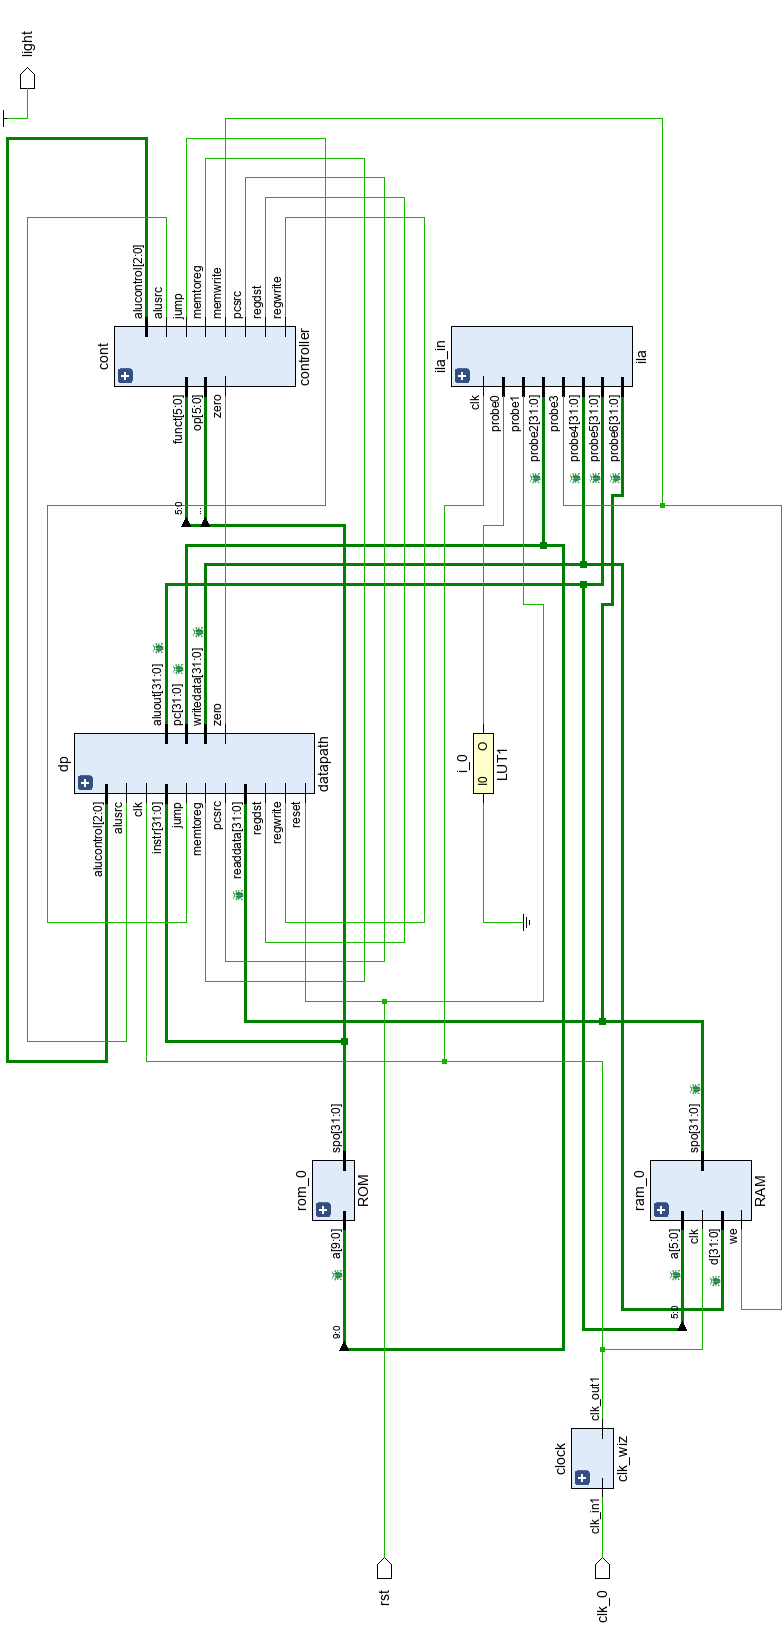 light
cont
alucontrol[2:0]
alusrc
jump
memtoreg
memwrite
pcsrc
regdst
regwrite
controller
funct[5:0]
op[5:0]
zero
5:0
...
ila_in
ila
clk
probe0
probe1
probe2[31:0]
probe3
probe4[31:0]
probe5[31:0]
probe6[31:0]
dp
aluout[31:0]
pc[31:0]
writedata[31:0]
zero
datapath
alucontrol[2:0]
alusrc
clk
instr[31:0]
jump
memtoreg
pcsrc
readdata[31:0]
regdst
regwrite
reset
i_0
I0
O
LUT1
rom_0
spo[31:0]
ROM
a[9:0]
9:0
ram_0
spo[31:0]
RAM
a[5:0]
clk
d[31:0]
we
5:0
clock
clk_out1
clk_wiz
clk_in1
rst
clk_0